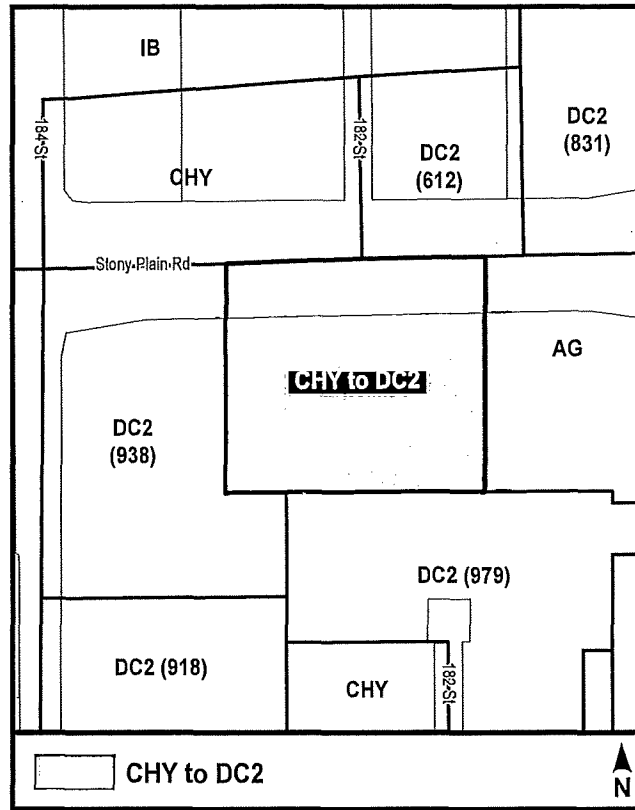 IB
DC2
(831)
184 St
182 St
DC2
(612)
CHY
Stony Plain Rd
AG
CHY to DC2
DC2
(938)
DC2 (979)
DC2 (918)
CHY
182 St
CHY to DC2
N